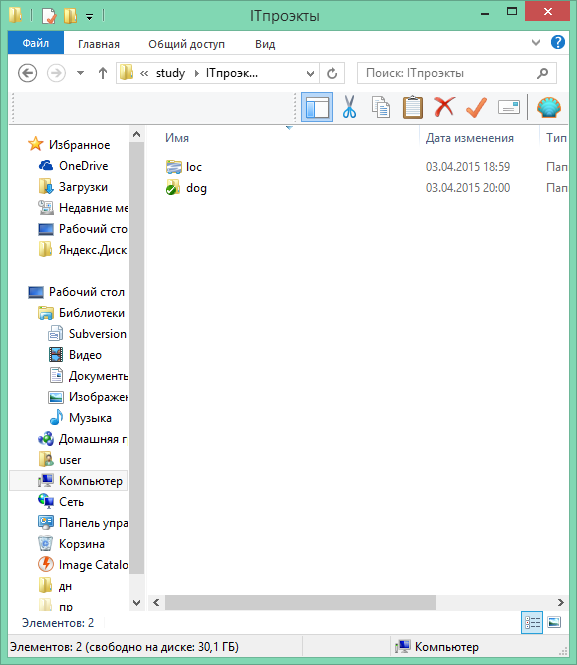 ITпроэкты
Файл Главная Общий доступ Вид
« study ITпроэк... Поиск: ITпроэкты
Имя Дата изменения Тип
loc 03.04.2015 18:59 Пап
dog 03.04.2015 20:00 Пап
Избранное
OneDrive
Загрузки
Недавние ме
Рабочий сто
Яндекс.Диск
Рабочий стол
Библиотеки
Subversion
Видео
Документы
Изображен
Музыка
Домашняя г
user
Компьютер
Сеть
Панель упра
Корзина
Image Catalo
дн
пр
Элементов: 2
Элементов: 2 (свободно на диске: 30,1 ГБ) Компьютер